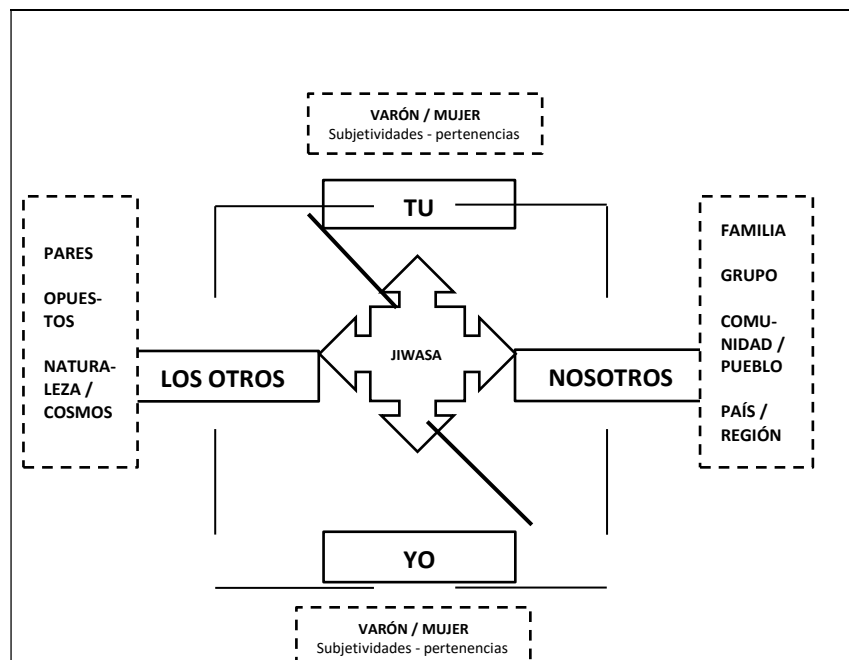 VARÓN / MUJER
Subjetividades - pertenencias
TU
PARES
OPUES-
TOS
NATURA-
LEZA /
COSMOS
LOS OTROS
JIWASA
NOSOTROS
FAMILIA
GRUPO
COMU-
NIDAD /
PUEBLO
PAÍS /
REGIÓN
YO
VARÓN / MUJER
Subjetividades - pertenencias